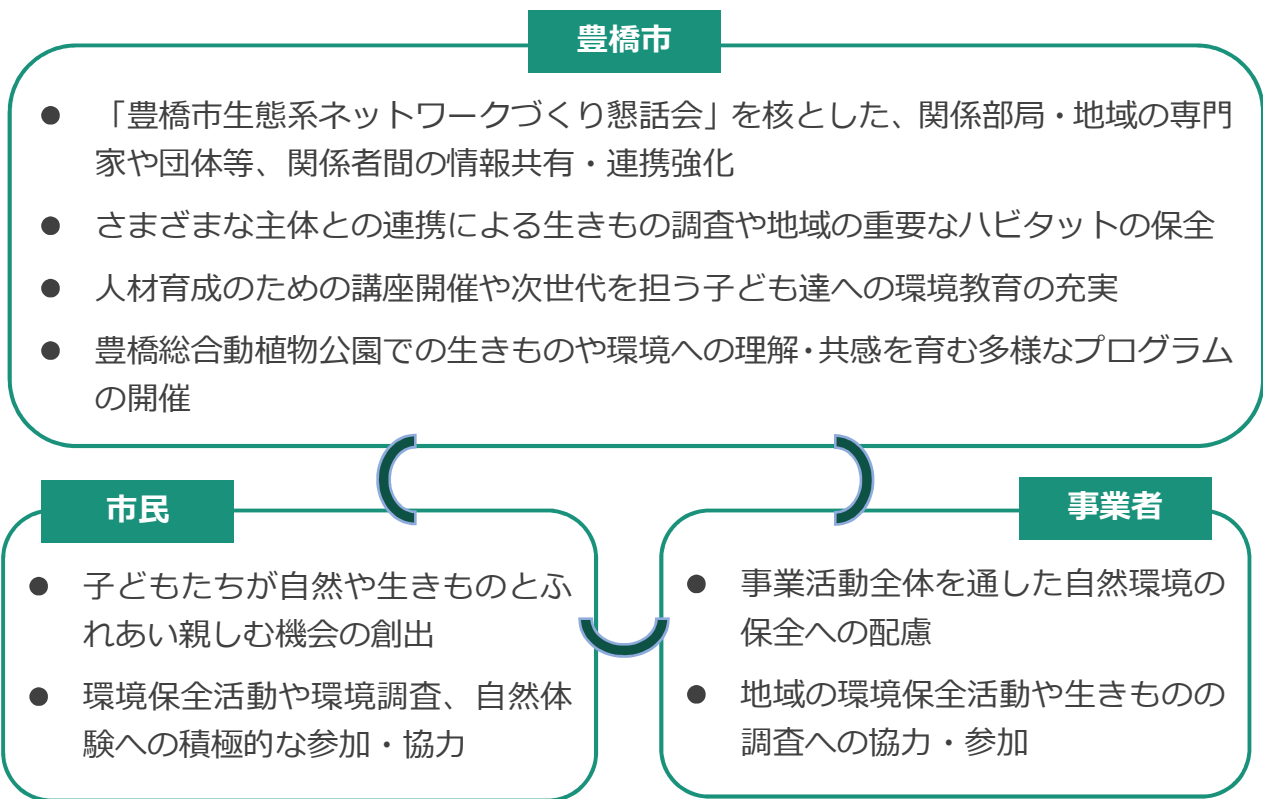 豊橋市
● 「豊橋市生態系ネットワークづくり懇話会」を核とした、関係部局・地域の専門
家や団体等、関係者間の情報共有・連携強化
● さまざまな主体との連携による生きもの調査や地域の重要なハビタットの保全
● 人材育成のための講座開催や次世代を担う子ども達への環境教育の充実
● 豊橋総合動植物公園での生きものや環境への理解・共感を育む多様なプログラム
の開催
市民
● 子どもたちが自然や生きものとふ
れあい親しむ機会の創出
● 環境保全活動や環境調査、自然体
験への積極的な参加・協力
事業者
● 事業活動全体を通した自然環境の
保全への配慮
● 地域の環境保全活動や生きものの
調査への協力・参加